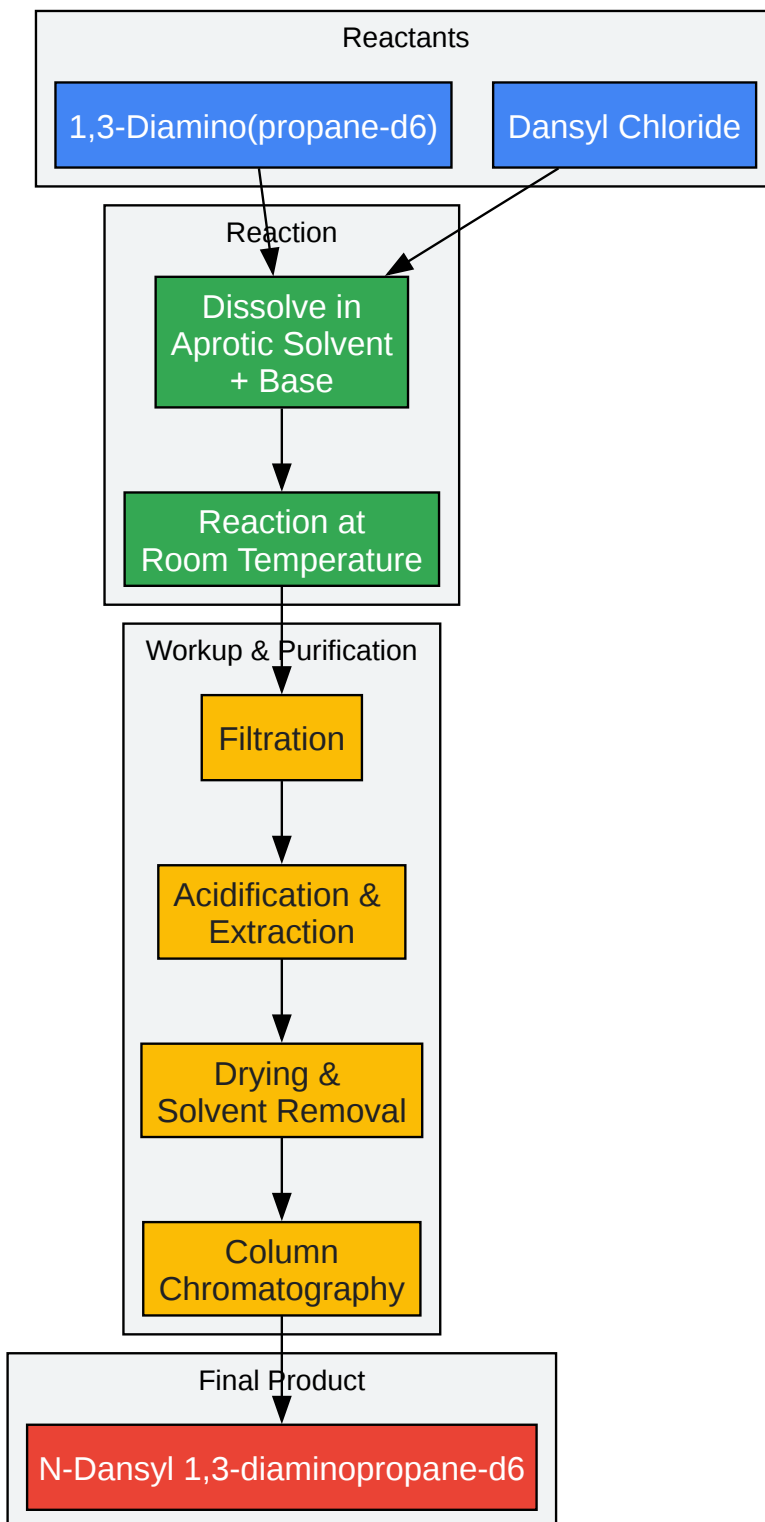 Reactants
1,3-Diamino(propane-d6)
Dansyl Chloride
Reaction
Dissolve in
Aprotic Solvent
+ Base
Reaction at
Room Temperature
Workup & Purification
Filtration
Acidification &
Extraction
Drying &
Solvent Removal
Column
Chromatography
Final Product
N-Dansyl 1,3-diaminopropane-d6